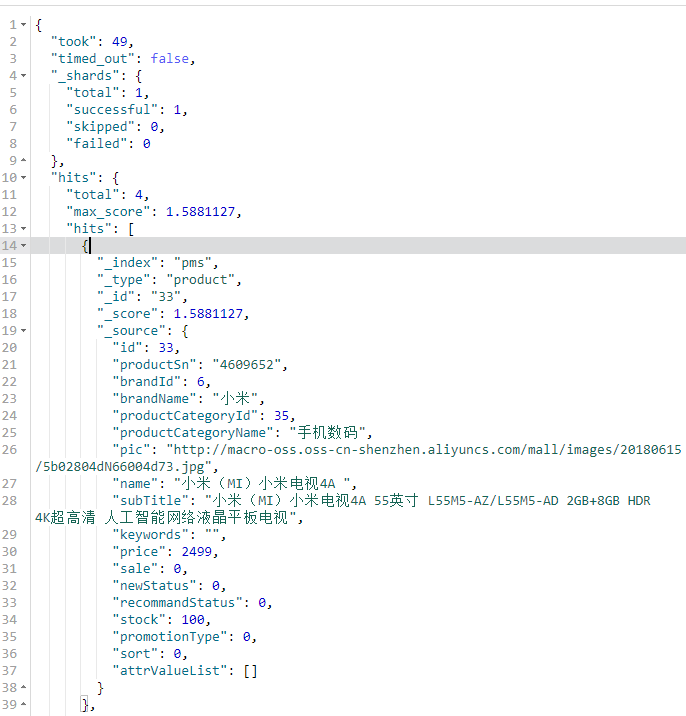 1 {
2 "took": 49,
3 "timed_out": false,
4 "_shards": {
5 "total": 1,
6 "successful": 1,
7 "skipped": 0,
8 "failed": 0
9 },
10 "hits": {
11 "total": 4,
12 "max_score": 1.5881127,
13 "hits": [
14 {
15 "_index": "pms",
16 "_type": "product",
17 "_id": "33",
18 "_score": 1.5881127,
19 "_source": {
20 "id": 33,
21 "productSn": "4609652",
22 "brandId": 6,
23 "brandName": "小米",
24 "productCategoryId": 35,
25 "productCategoryName": "手机数码",
26 "pic": "http://macro-oss.oss-cn-shenzhen.aliyuncs.com/mall/images/20180615
/5b02804dN66004d73.jpg",
27 "name": "小米（MI）小米电视4A ",
28 "subTitle": "小米（MI）小米电视4A 55英寸 L55M5-AZ/L55M5-AD 2GB+8GB HDR
4K超高清 人工智能网络液晶平板电视",
29 "keywords": "",
30 "price": 2499,
31 "sale": 0,
32 "newStatus": 0,
33 "recommandStatus": 0,
34 "stock": 100,
35 "promotionType": 0,
36 "sort": 0,
37 "attrValueList": []
38 }
39 },